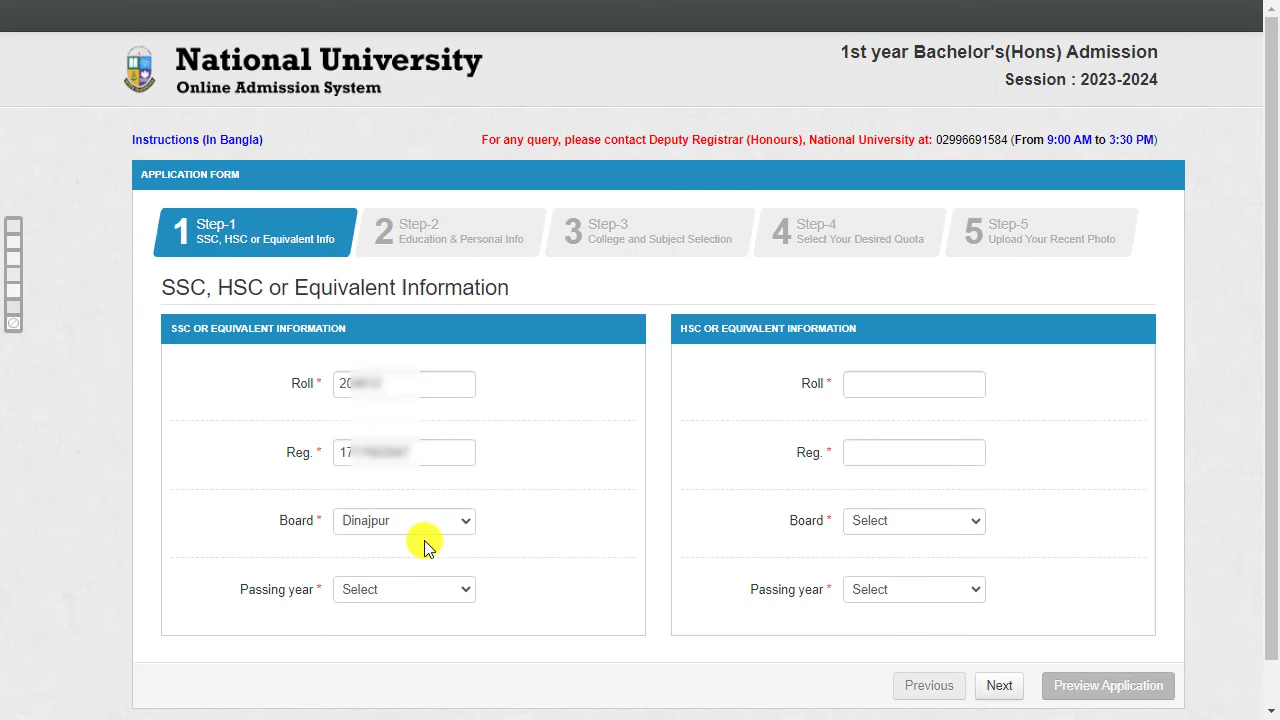 National University
Online Admission System
1st year Bachelor's(Hons) Admission
Session : 2023-2024
Instructions (In Bangla)
For any query, please contact Deputy Registrar (Honours), National University at: 02996691584 (From 9:00 AM to 3:30 PM)
APPLICATION FORM
1 Step-1
SSC, HSC or Equivalent Info
2 Step-2
Education & Personal Info
3 Step-3
College and Subject Selection
4 Step-4
Select Your Desired Quota
5 Step-5
Upload Your Recent Photo
SSC, HSC or Equivalent Information
SSC OR EQUIVALENT INFORMATION
Roll *
Reg. *
Board * Dinajpur
Passing year * Select
HSC OR EQUIVALENT INFORMATION
Roll *
Reg. *
Board * Select
Passing year * Select
Previous
Next
Preview Application